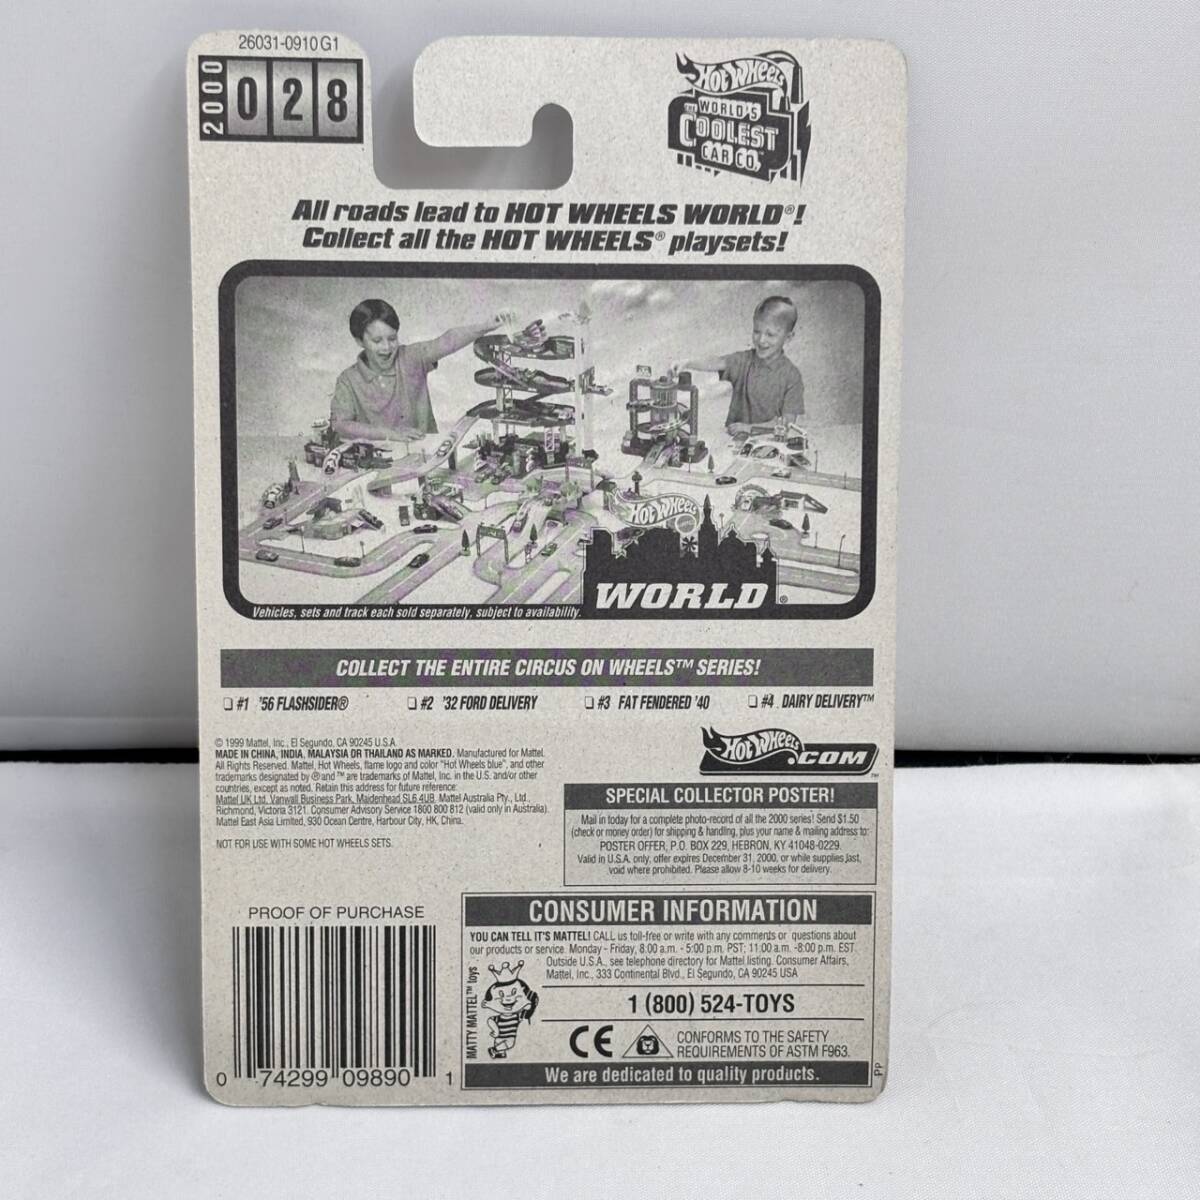 26031-0910 G1
2000
028
HOT WHEELS
THE WORLD'S
COOLEST
CAR CO.™
All roads lead to HOT WHEELS WORLD®!
Collect all the HOT WHEELS® playsets!
HOT WHEELS
WORLD®
Vehicles, sets and track each sold separately, subject to availability.
COLLECT THE ENTIRE CIRCUS ON WHEELS™ SERIES!
❏ #1 '56 FLASHSIDER® ❏ #2 '32 FORD DELIVERY ❏ #3 FAT FENDERED '40 ❏ #4 DAIRY DELIVERY™
© 1999 Mattel, Inc., El Segundo, CA 90245 U.S.A.
MADE IN CHINA, INDIA, MALAYSIA OR THAILAND AS MARKED. Manufactured for Mattel.
All Rights Reserved. Mattel, Hot Wheels, flame logo and color "Hot Wheels blue", and other
trademarks designated by ® and ™ are trademarks of Mattel, Inc. in the U.S. and/or other
countries, except as noted. Retain this address for future reference:
Mattel UK Ltd, Vanwall Business Park, Maidenhead SL6 4UB. Mattel Australia Pty., Ltd.,
Richmond, Victoria 3121. Consumer Advisory Service 1800 800 812 (valid only in Australia).
Mattel East Asia Limited, 930 Ocean Centre, Harbour City, HK, China.
NOT FOR USE WITH SOME HOT WHEELS SETS.
HOT WHEELS
.COM™
SPECIAL COLLECTOR POSTER!
Mail in today for a complete photo-record of all the 2000 series! Send $1.50
(check or money order) for shipping & handling, plus your name & mailing address to:
POSTER OFFER, P.O. BOX 229, HEBRON, KY 41048-0229.
Valid in U.S.A. only, offer expires December 31, 2000, or while supplies last,
void where prohibited. Please allow 8-10 weeks for delivery.
PROOF OF PURCHASE
0 74299 09890 1
CONSUMER INFORMATION
YOU CAN TELL IT'S MATTEL! CALL us toll-free or write with any comments or questions about
our products or service. Monday - Friday, 8:00 a.m. - 5:00 p.m. PST; 11:00 a.m. -8:00 p.m. EST.
Outside U.S.A., see telephone directory for Mattel listing. Consumer Affairs,
Mattel, Inc., 333 Continental Blvd., El Segundo, CA 90245 USA
MATTY MATTEL™ toys
1 (800) 524-TOYS
CE
CONFORMS TO THE SAFETY
REQUIREMENTS OF ASTM F963.
We are dedicated to quality products.
PP